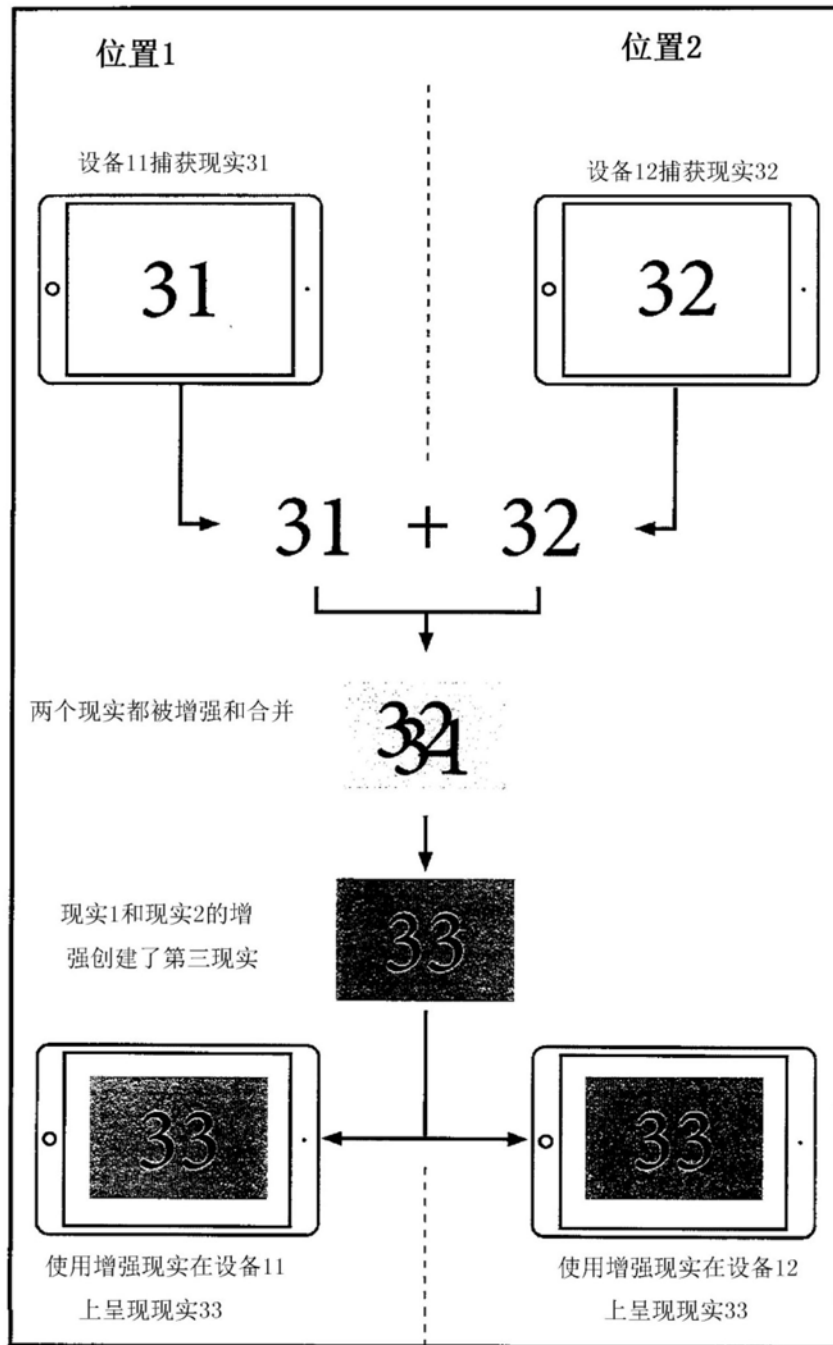 位置1
位置2
设备11捕获现实31
设备12捕获现实32
31
32
31 + 32
两个现实都被增强和合并
32
31
现实1和现实2的增
强创建了第三现实
33
33
33
使用增强现实在设备11
上呈现现实33
使用增强现实在设备12
上呈现现实33